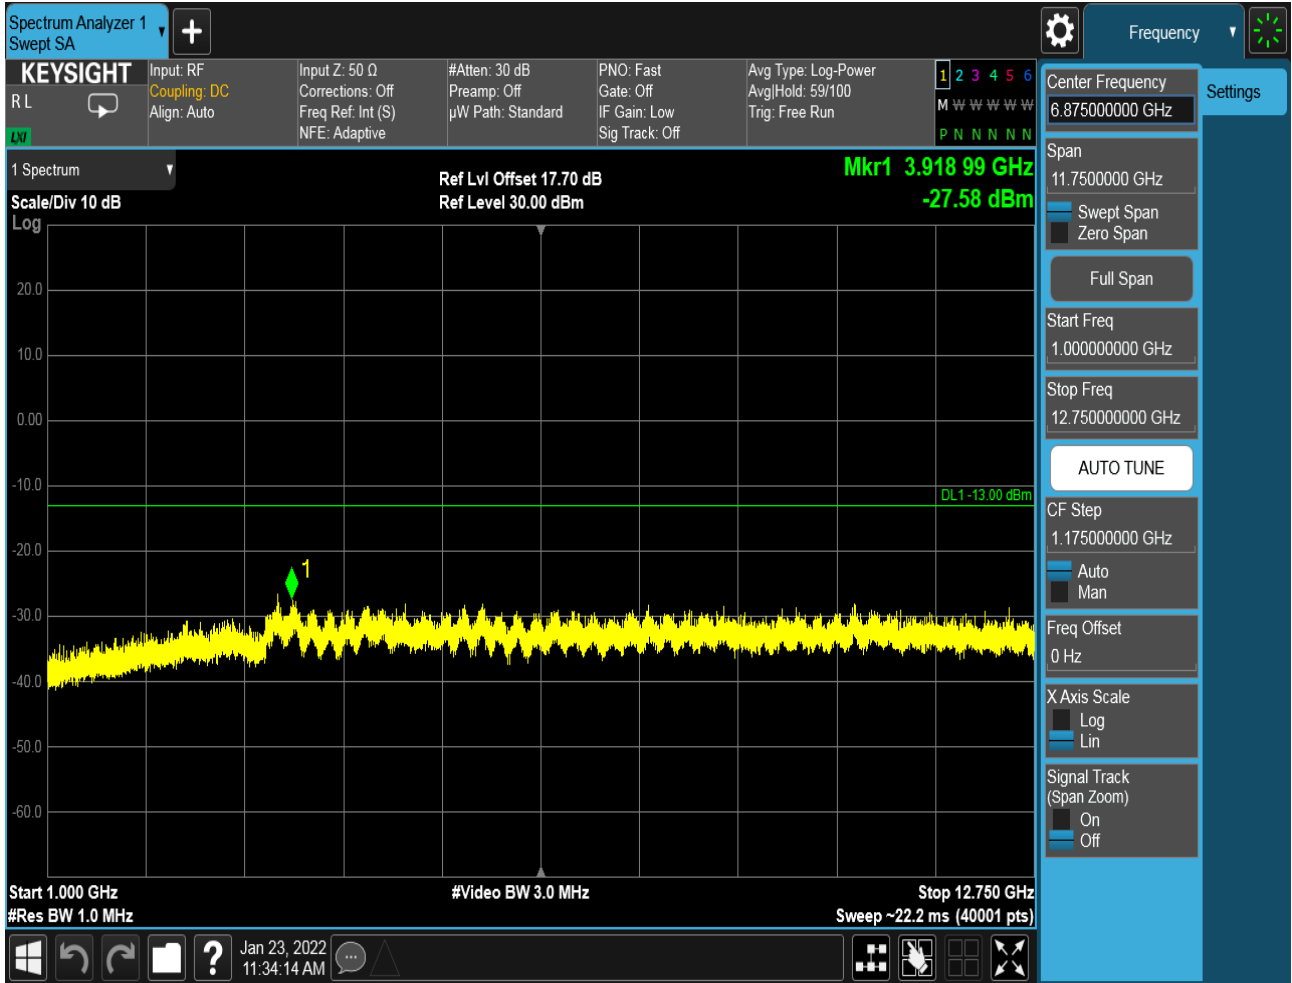 Spectrum Analyzer 1
Swept SA
+
Frequency
KEYSIGHT
R L
LXI
Input: RF
Coupling: DC
Align: Auto
Input Z: 50 Ω
Corrections: Off
Freq Ref: Int (S)
NFE: Adaptive
#Atten: 30 dB
Preamp: Off
µW Path: Standard
PNO: Fast
Gate: Off
IF Gain: Low
Sig Track: Off
Avg Type: Log-Power
Avg|Hold: 59/100
Trig: Free Run
1 2 3 4 5 6
M W W W W W
P N N N N N
1 Spectrum
Scale/Div 10 dB
Log
Ref Lvl Offset 17.70 dB
Ref Level 30.00 dBm
Mkr1 3.918 99 GHz
-27.58 dBm
20.0
10.0
0.00
-10.0
-20.0
-30.0
-40.0
-50.0
-60.0
DL1 -13.00 dBm
1
Start 1.000 GHz
#Res BW 1.0 MHz
#Video BW 3.0 MHz
Stop 12.750 GHz
Sweep ~22.2 ms (40001 pts)
Center Frequency
6.875000000 GHz
Settings
Span
11.7500000 GHz
Swept Span
Zero Span
Full Span
Start Freq
1.000000000 GHz
Stop Freq
12.750000000 GHz
AUTO TUNE
CF Step
1.175000000 GHz
Auto
Man
Freq Offset
0 Hz
X Axis Scale
Log
Lin
Signal Track
(Span Zoom)
On
Off
?
Jan 23, 2022
11:34:14 AM